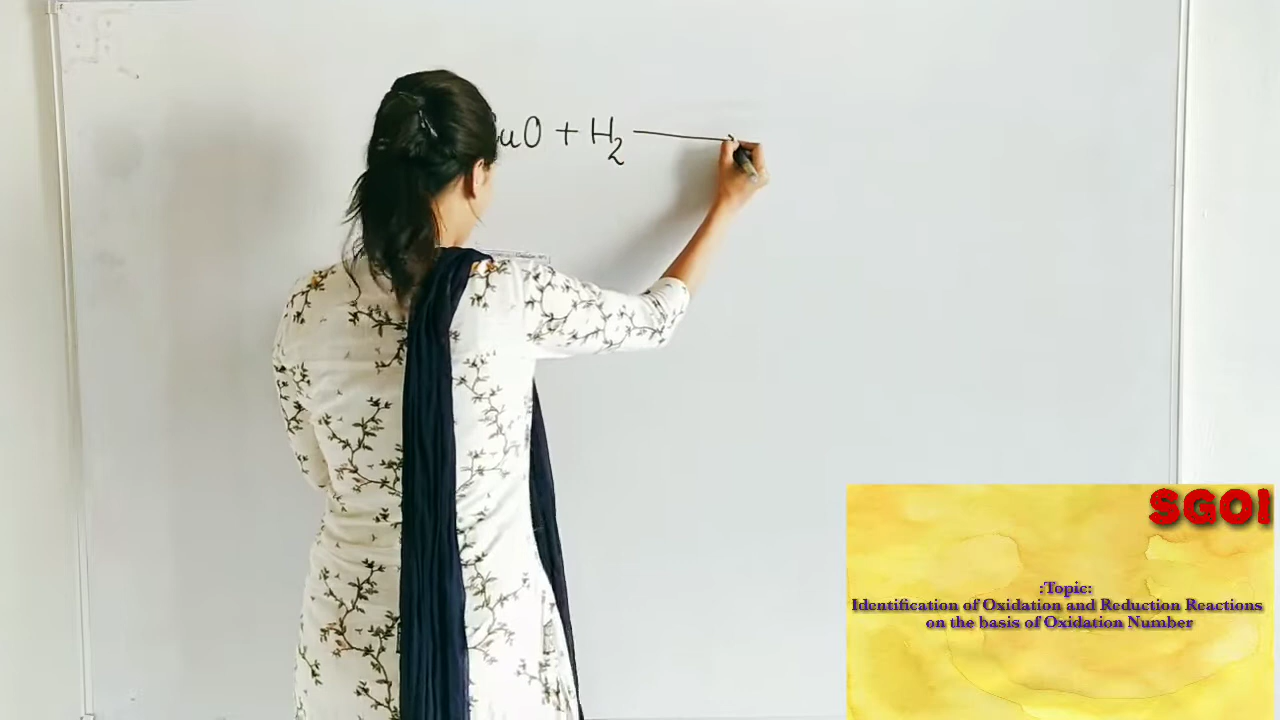 uO + H₂
SGOI
:Topic:
Identification of Oxidation and Reduction Reactions
on the basis of Oxidation Number